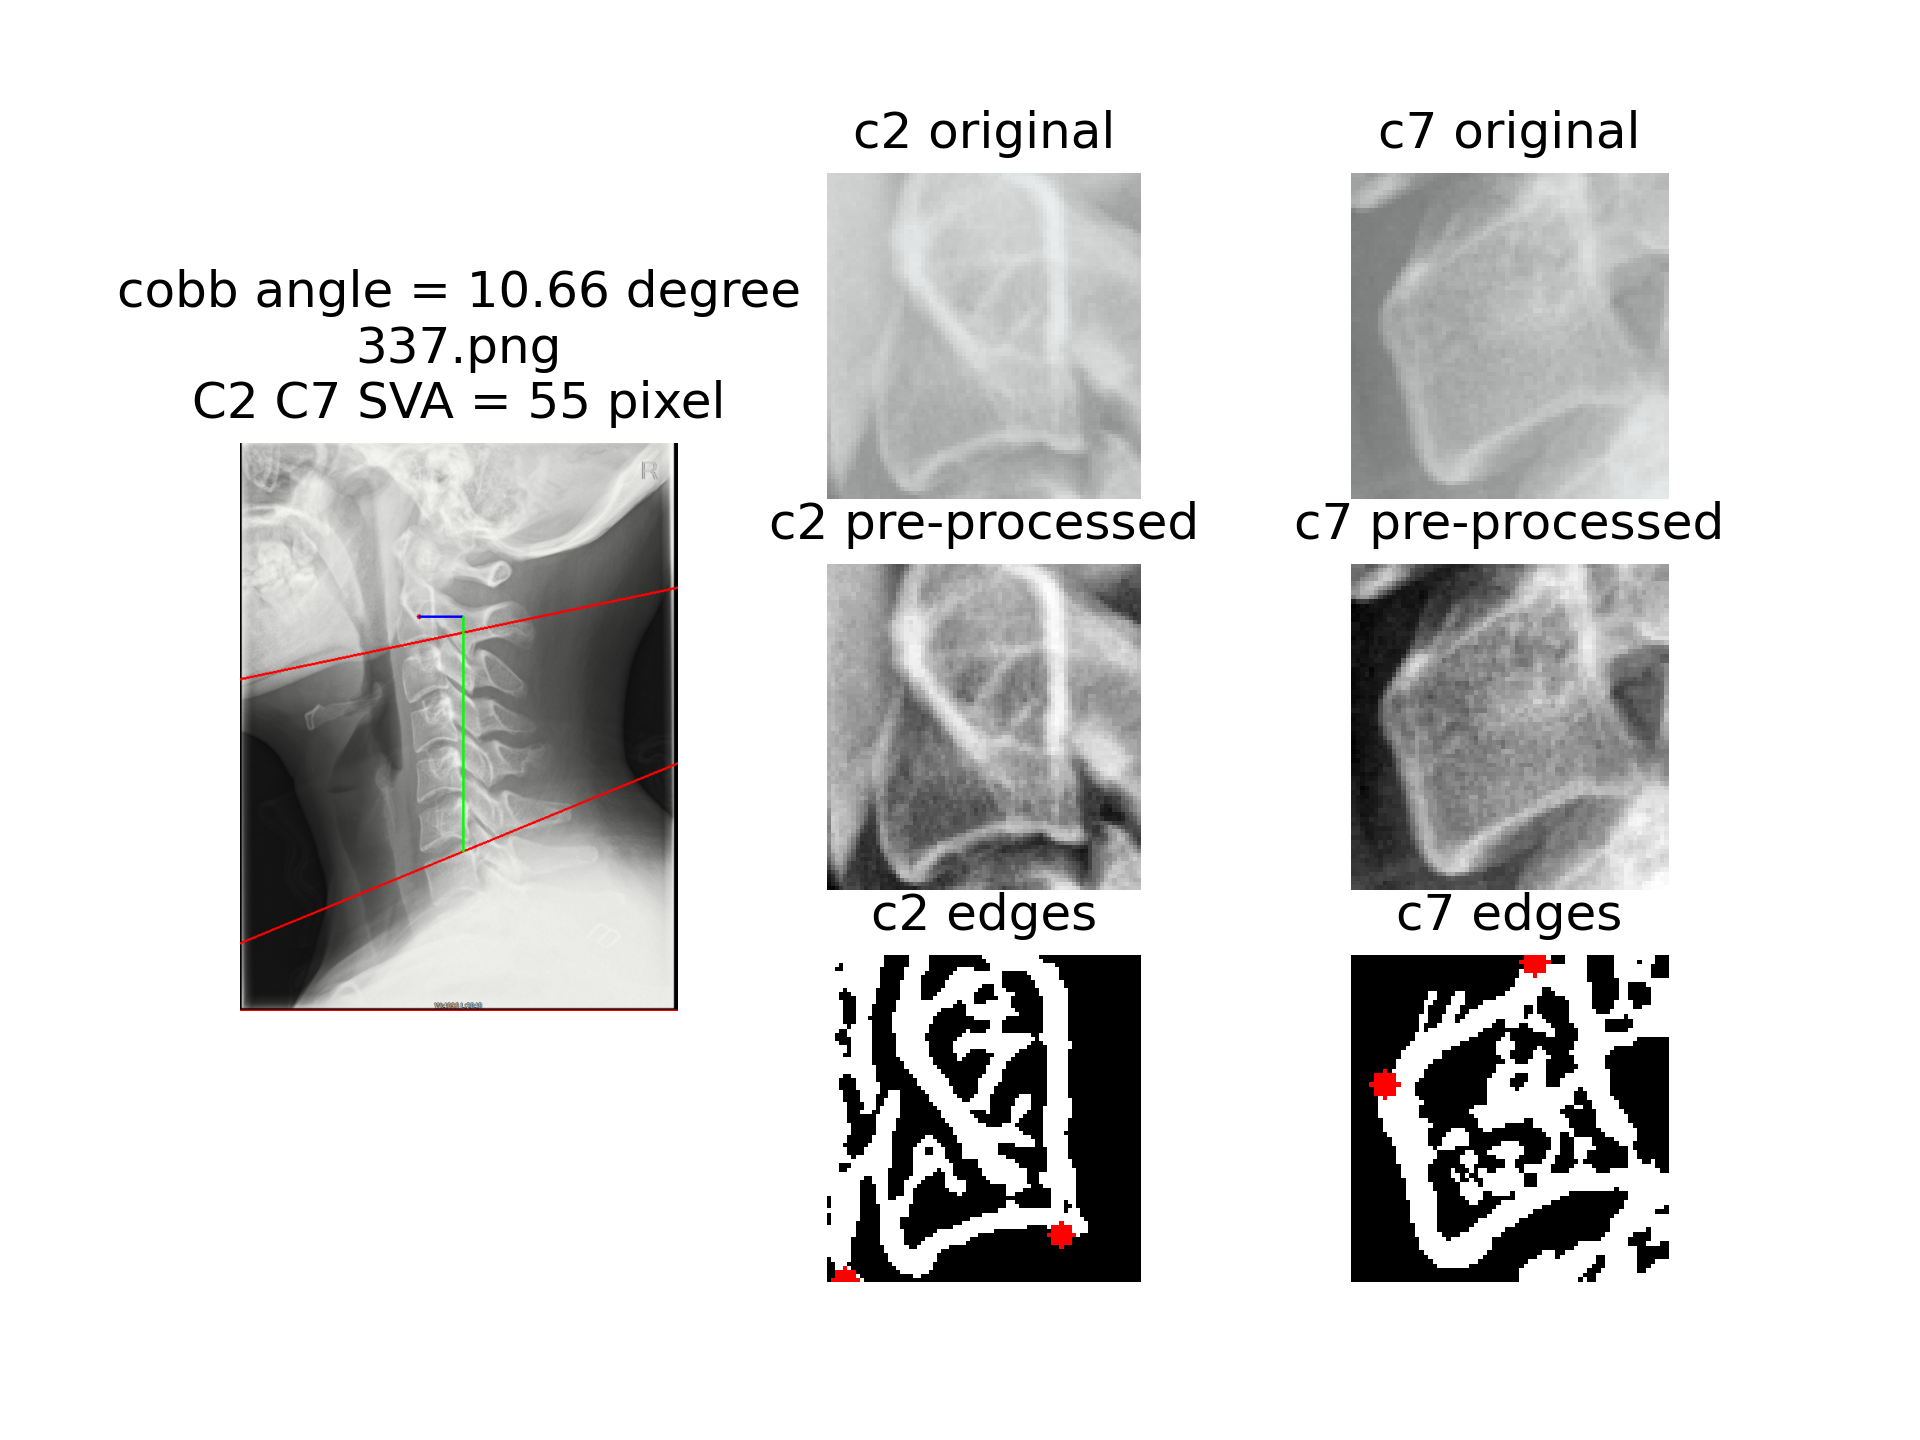 cobb angle = 10.66 degree
337.png
C2 C7 SVA = 55 pixel
R
c2 original
c7 original
c2 pre-processed
c7 pre-processed
c2 edges
c7 edges